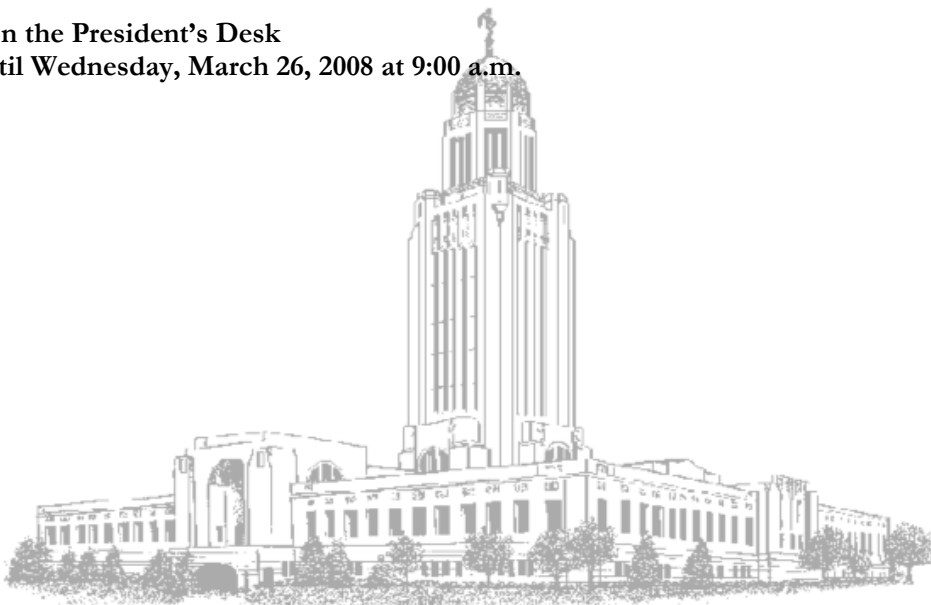 n the President’s Desk
til Wednesday, March 26, 2008 at 9:00 a.m.